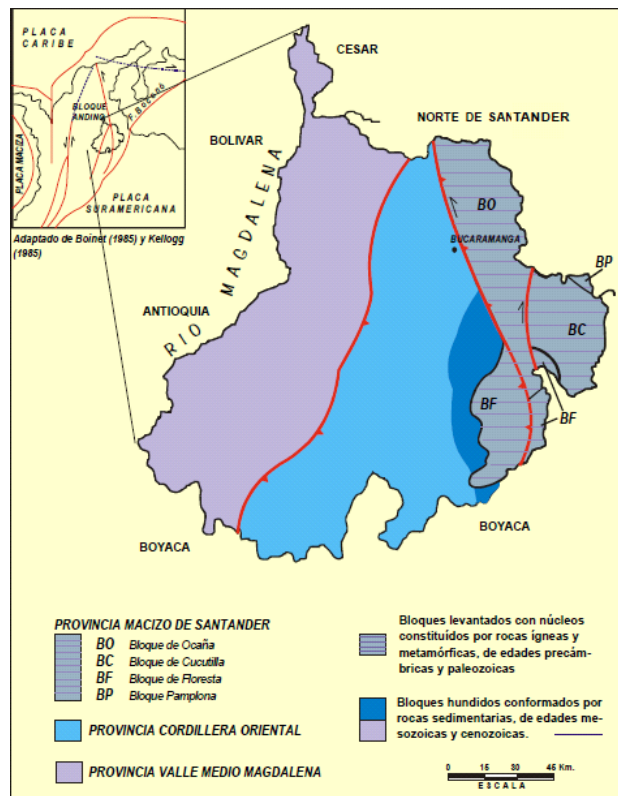 PLACA
CARIBE
BLOQUE
ANDINO
F. Boconó
PLACA MACIZA
PLACA
SURAMERICANA
Adaptado de Boinet (1985) y Kellogg
(1985)
CESAR
NORTE DE SANTANDER
BOLIVAR
RIO MAGDALENA
ANTIOQUIA
BO
BUCARAMANGA
BP
BC
BF
BF
BOYACA
BOYACA
PROVINCIA MACIZO DE SANTANDER
BO Bloque de Ocaña
BC Bloque de Cucutilla
BF Bloque de Floresta
BP Bloque Pamplona
PROVINCIA CORDILLERA ORIENTAL
PROVINCIA VALLE MEDIO MAGDALENA
Bloques levantados con núcleos
constituídos por rocas ígneas y
metamórficas, de edades precám-
bricas y paleozoicas
Bloques hundidos conformados por
rocas sedimentarias, de edades me-
sozoicas y cenozoicas.
0 15 30 45 Km.
ESCALA